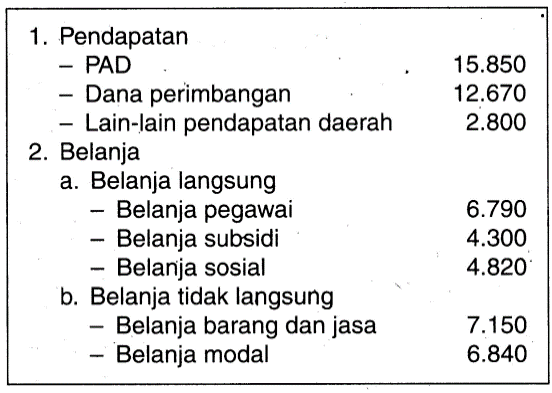 1. Pendapatan
– PAD 15.850
– Dana perimbangan 12.670
– Lain-lain pendapatan daerah 2.800
2. Belanja
a. Belanja langsung
– Belanja pegawai 6.790
– Belanja subsidi 4.300
– Belanja sosial 4.820
b. Belanja tidak langsung
– Belanja barang dan jasa 7.150
– Belanja modal 6.840